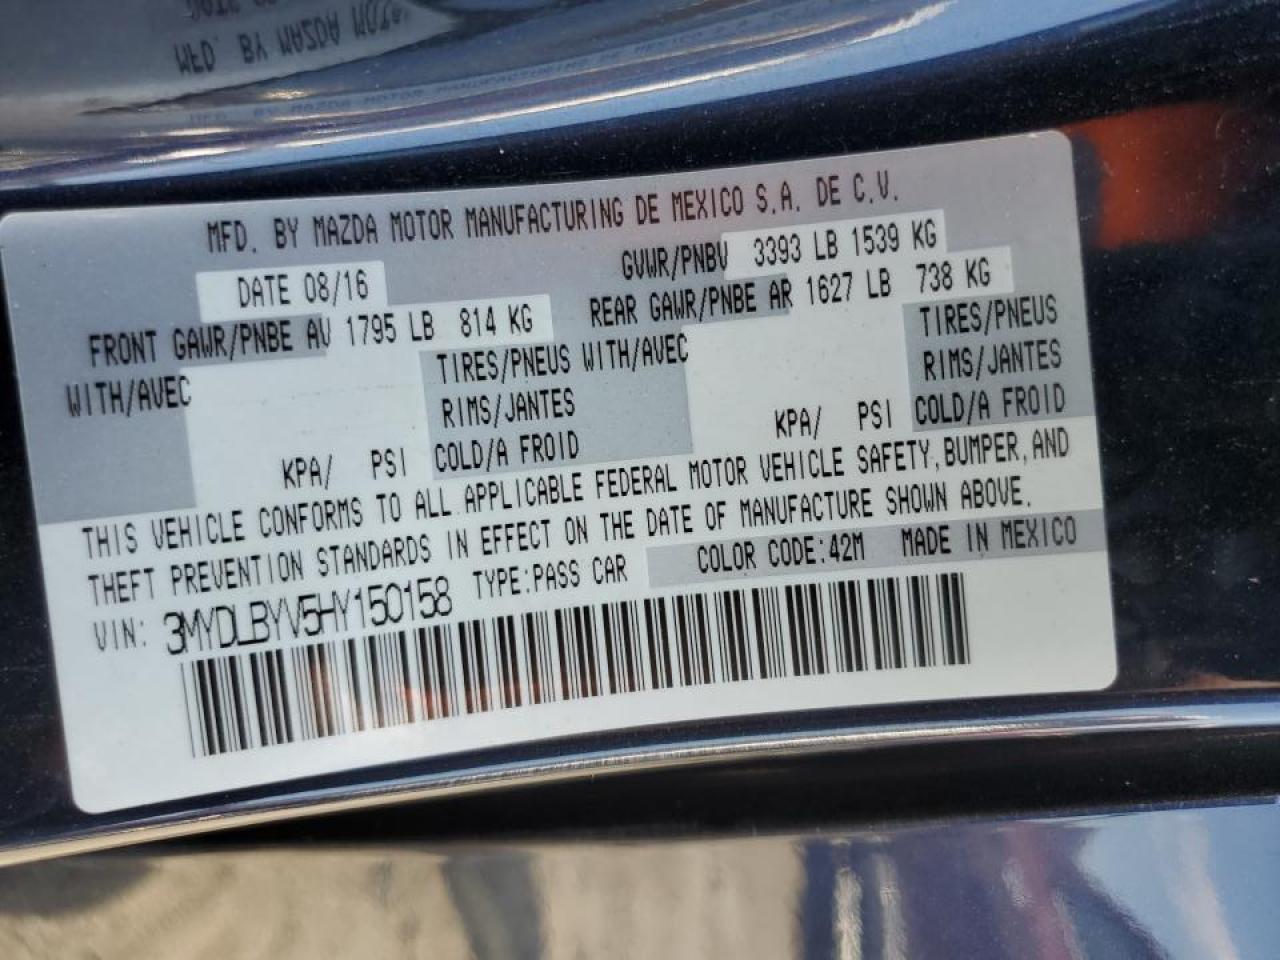 MFD. BY MAZDA MOTOR MANUFACTURING DE MEXICO S.A. DE C.V.
DATE 08/16 GVWR/PNBV 3393 LB 1539 KG
FRONT GAWR/PNBE AV 1795 LB 814 KG REAR GAWR/PNBE AR 1627 LB 738 KG
WITH/AVEC TIRES/PNEUS WITH/AVEC TIRES/PNEUS
RIMS/JANTES RIMS/JANTES
KPA/ PSI COLD/A FROID KPA/ PSI COLD/A FROID
THIS VEHICLE CONFORMS TO ALL APPLICABLE FEDERAL MOTOR VEHICLE SAFETY, BUMPER, AND
THEFT PREVENTION STANDARDS IN EFFECT ON THE DATE OF MANUFACTURE SHOWN ABOVE.
VIN: 3MYDLBYV5HY150158 TYPE:PASS CAR COLOR CODE:42M MADE IN MEXICO